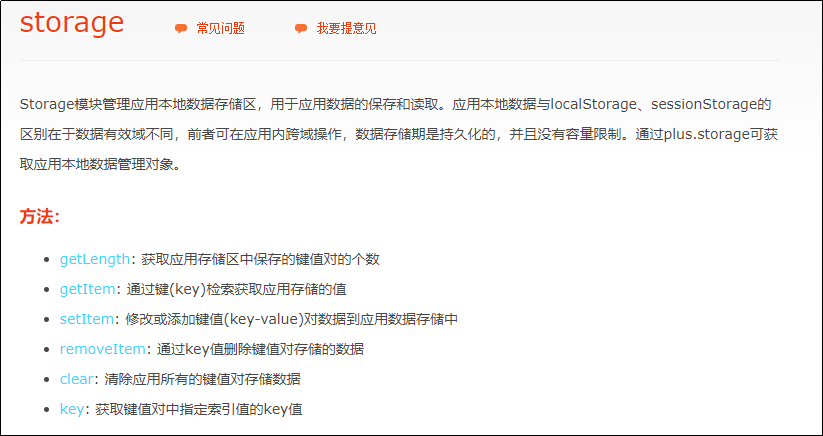 storage 常见问题 我要提意见
Storage模块管理应用本地数据存储区，用于应用数据的保存和读取。应用本地数据与localStorage、sessionStorage的
区别在于数据有效域不同，前者可在应用内跨域操作，数据存储期是持久化的，并且没有容量限制。通过plus.storage可获
取应用本地数据管理对象。
方法：
getLength: 获取应用存储区中保存的键值对的个数
getItem: 通过键(key)检索获取应用存储的值
setItem: 修改或添加键值(key-value)对数据到应用数据存储中
removeItem: 通过key值删除键值对存储的数据
clear: 清除应用所有的键值对存储数据
key: 获取键值对中指定索引值的key值